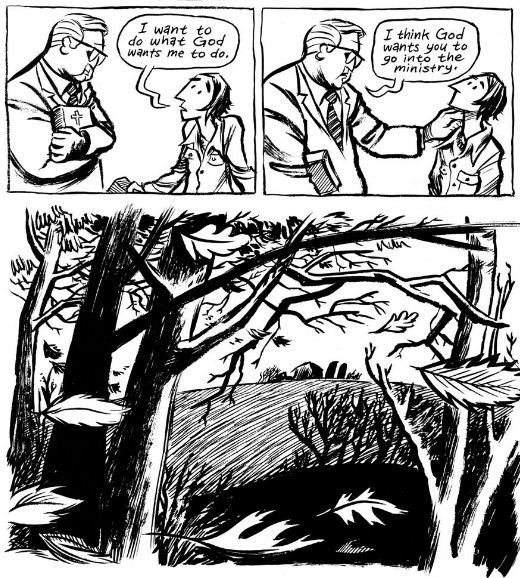 I want to
do what God
wants me to do.
I think God
wants you to
go into the
ministry.